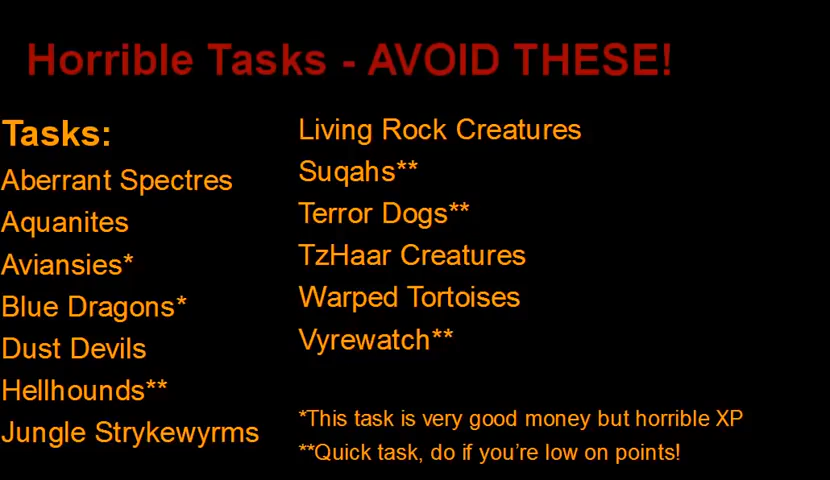 Horrible Tasks - AVOID THESE!
Tasks:
Aberrant Spectres
Aquanites
Aviansies*
Blue Dragons*
Dust Devils
Hellhounds**
Jungle Strykewyrms
Living Rock Creatures
Suqahs**
Terror Dogs**
TzHaar Creatures
Warped Tortoises
Vyrewatch**
*This task is very good money but horrible XP
**Quick task, do if you’re low on points!